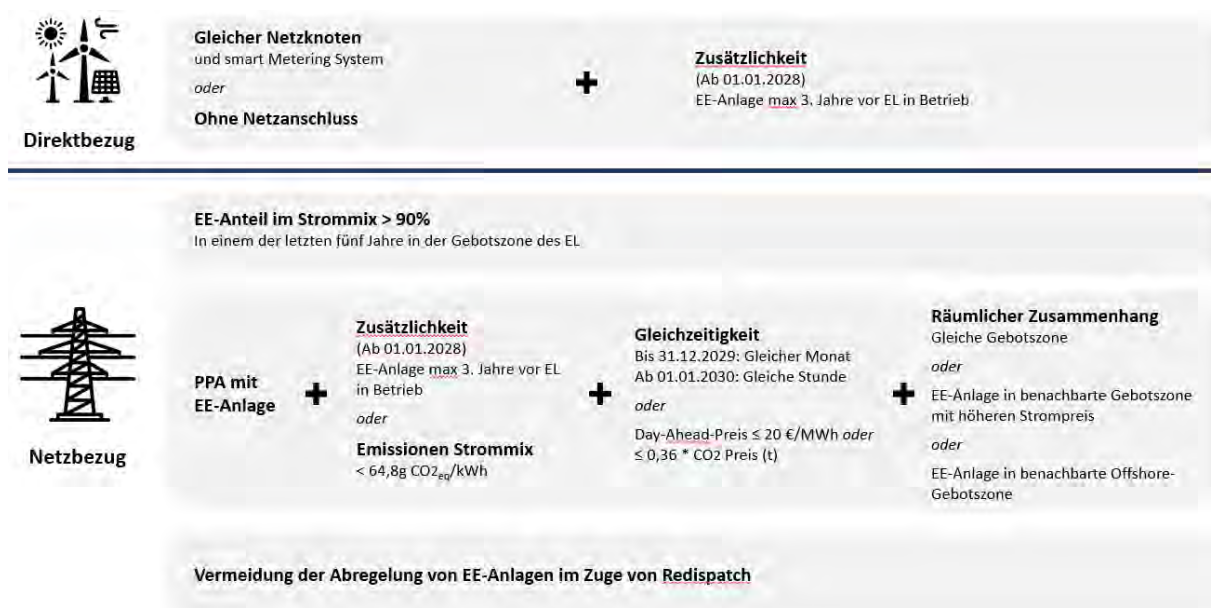 Direktbezug
Gleicher Netzknoten
und smart Metering System
oder
Ohne Netzanschluss
+
Zusätzlichkeit
(Ab 01.01.2028)
EE-Anlage max 3. Jahre vor EL in Betrieb
Netzbezug
EE-Anteil im Strommix > 90%
In einem der letzten fünf Jahre in der Gebotszone des EL
PPA mit
EE-Anlage
+
Zusätzlichkeit
(Ab 01.01.2028)
EE-Anlage max 3. Jahre vor EL
in Betrieb
oder
Emissionen Strommix
< 64,8g CO2eq/kWh
+
Gleichzeitigkeit
Bis 31.12.2029: Gleicher Monat
Ab 01.01.2030: Gleiche Stunde
oder
Day-Ahead-Preis ≤ 20 €/MWh oder
≤ 0,36 * CO2 Preis (t)
+
Räumlicher Zusammenhang
Gleiche Gebotszone
oder
EE-Anlage in benachbarte Gebotszone
mit höheren Strompreis
oder
EE-Anlage in benachbarte Offshore-
Gebotszone
Vermeidung der Abregelung von EE-Anlagen im Zuge von Redispatch